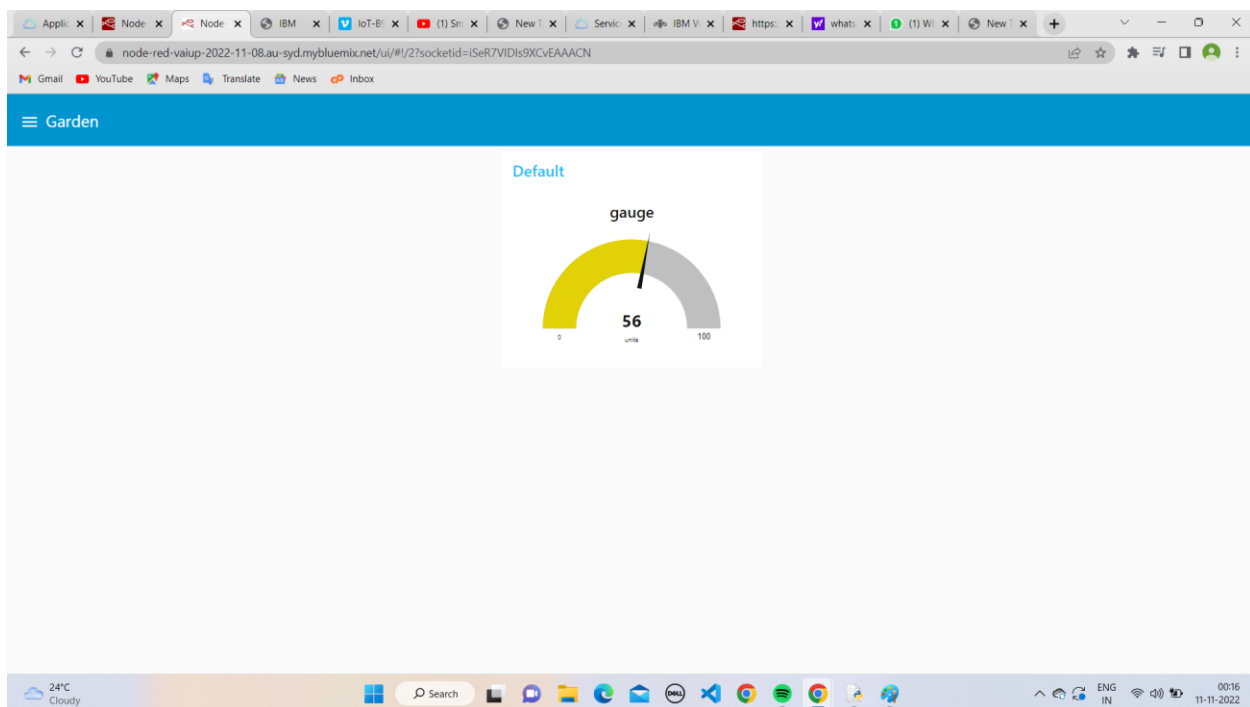 Applic Node- Node- IBM IoT-BS (1) Sm New T Servic IBM Vi https:/ whats (1) Wh New T
node-red-vaiup-2022-11-08.au-syd.mybluemix.net/ui/#!/2?socketid=iSeR7VIDIs9XCvEAAACN
Gmail YouTube Maps Translate News Inbox
Garden
Default
gauge
56
0 units 100
24°C
Cloudy
Search
DELL
ENG
IN
00:16
11-11-2022